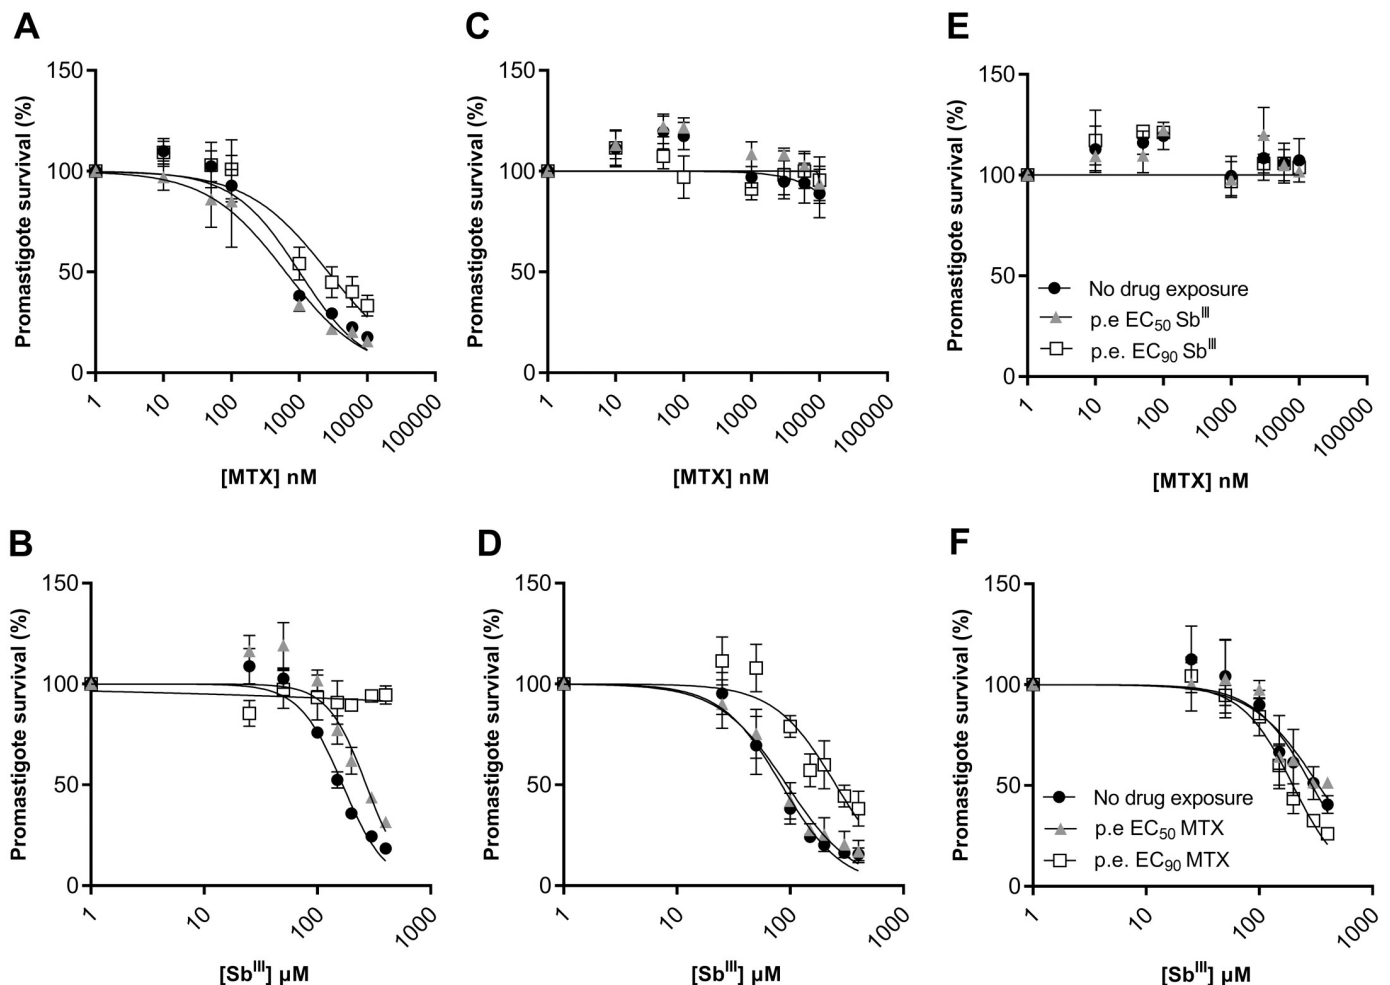 A
Promastigote survival (%)
150
100
50
0
1
10
100
1000
10000
100000
[MTX] nM
C
Promastigote survival (%)
150
100
50
0
1
10
100
1000
10000
100000
[MTX] nM
E
Promastigote survival (%)
150
100
50
0
No drug exposure
p.e EC50 SbIII
p.e. EC90 SbIII
1
10
100
1000
10000
100000
[MTX] nM
B
Promastigote survival (%)
150
100
50
0
1
10
100
1000
[SbIII] µM
D
Promastigote survival (%)
150
100
50
0
1
10
100
1000
[SbIII] µM
F
Promastigote survival (%)
150
100
50
0
No drug exposure
p.e EC50 MTX
p.e. EC90 MTX
1
10
100
1000
[SbIII] µM